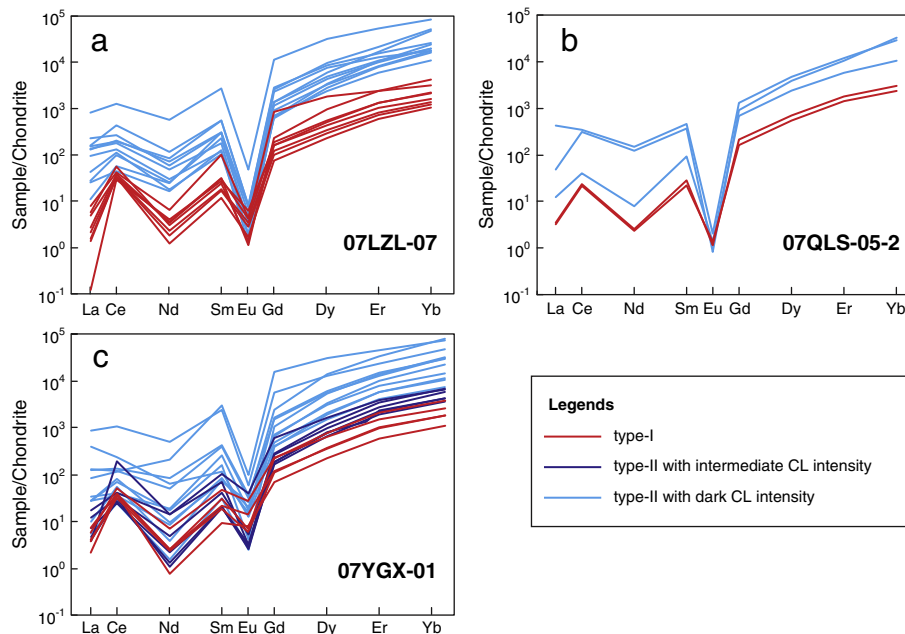 a
Sample/Chondrite
10^5
10^4
10^3
10^2
10^1
10^0
10^-1
La Ce Nd Sm Eu Gd Dy Er Yb
07LZL-07
b
Sample/Chondrite
10^5
10^4
10^3
10^2
10^1
10^0
10^-1
La Ce Nd Sm Eu Gd Dy Er Yb
07QLS-05-2
c
Sample/Chondrite
10^5
10^4
10^3
10^2
10^1
10^0
10^-1
La Ce Nd Sm Eu Gd Dy Er Yb
07YGX-01
Legends
type-I
type-II with intermediate CL intensity
type-II with dark CL intensity